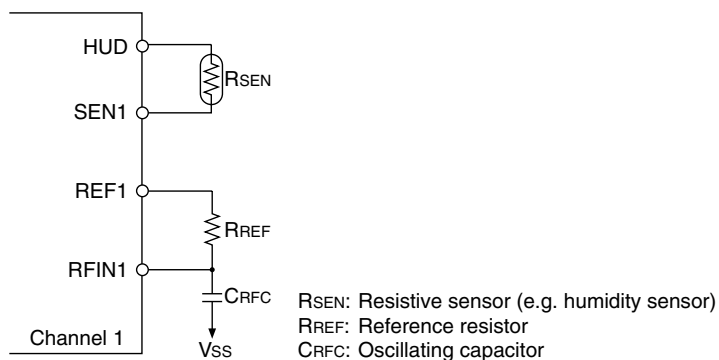 HUD
RSEN
SEN1
REF1
RREF
RFIN1
CRFC
Channel 1
VSS
RSEN: Resistive sensor (e.g. humidity sensor)
RREF: Reference resistor
CRFC: Oscillating capacitor